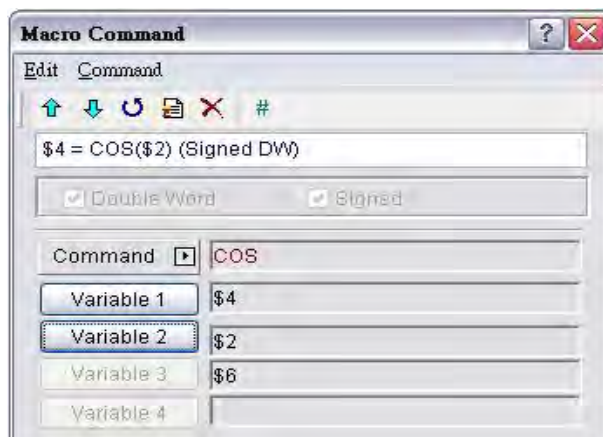 Macro Command
Edit Command
#
$4 = COS($2) (Signed DW)
Double Word Signed
Command COS
Variable 1 $4
Variable 2 $2
Variable 3 $6
Variable 4